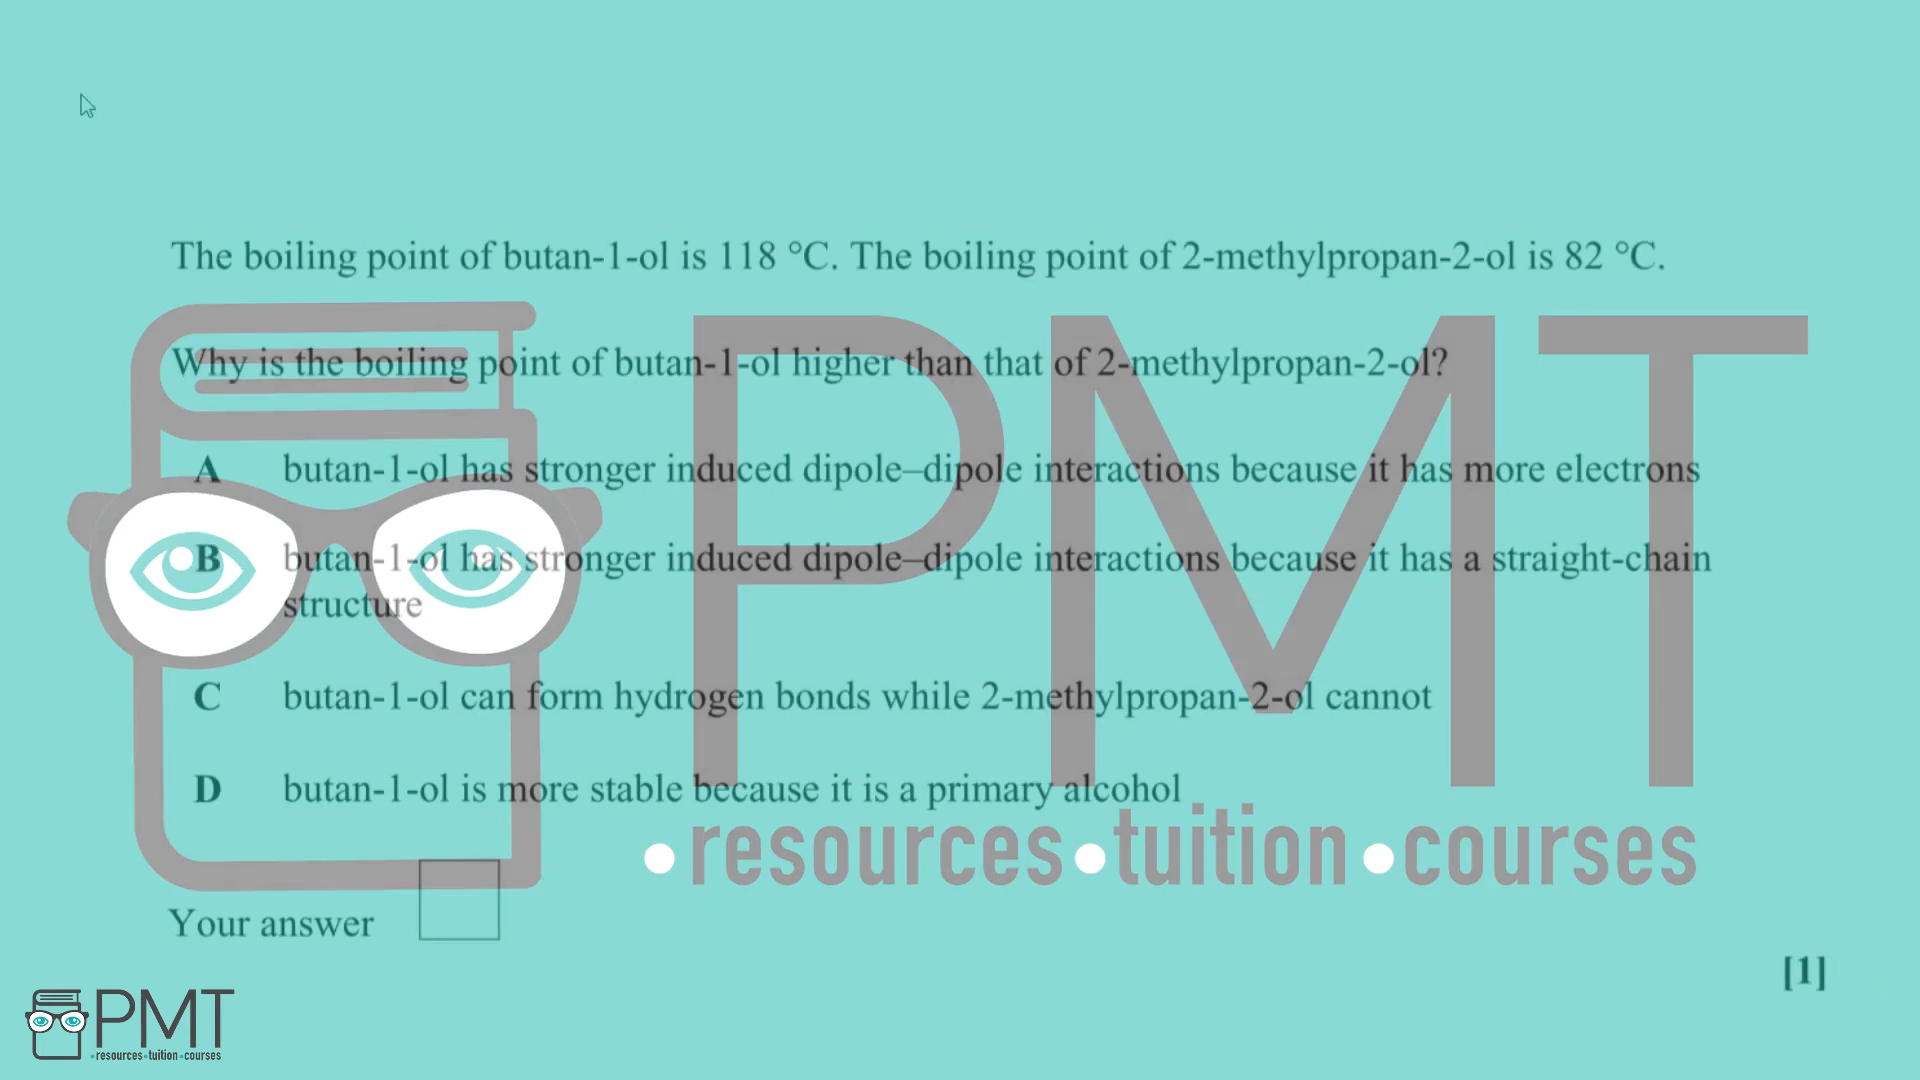 The boiling point of butan-1-ol is 118 °C. The boiling point of 2-methylpropan-2-ol is 82 °C.
Why is the boiling point of butan-1-ol higher than that of 2-methylpropan-2-ol?
A butan-1-ol has stronger induced dipole–dipole interactions because it has more electrons
B butan-1-ol has stronger induced dipole–dipole interactions because it has a straight-chain
structure
C butan-1-ol can form hydrogen bonds while 2-methylpropan-2-ol cannot
D butan-1-ol is more stable because it is a primary alcohol
Your answer
[1]
PMT
•resources•tuition•courses
PMT
•resources•tuition•courses